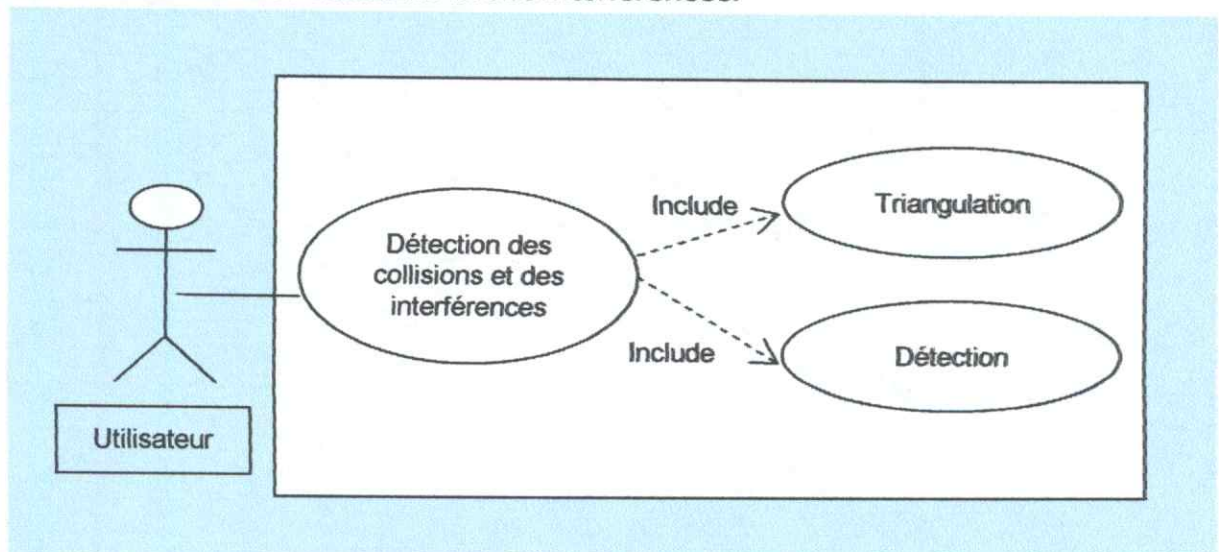 Include
Triangulation
Détection des
collisions et des
interférences
Include
Détection
Utilisateur